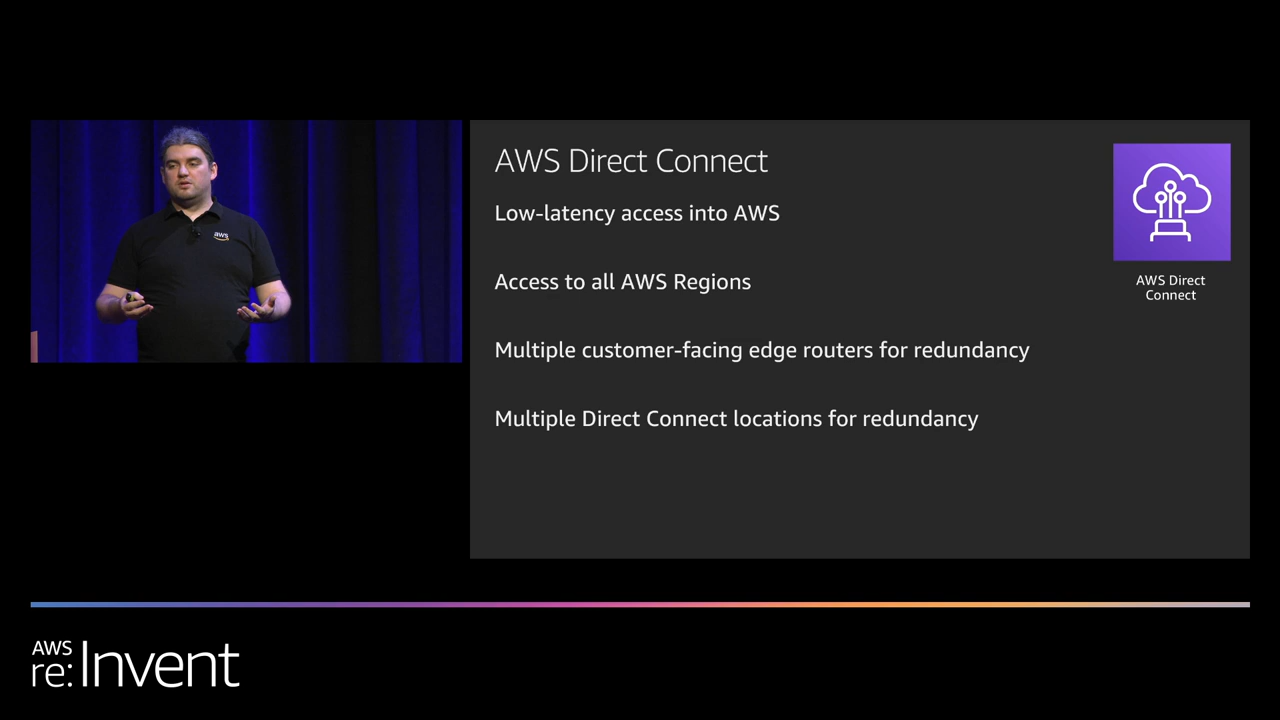 aws
AWS Direct Connect
Low-latency access into AWS
Access to all AWS Regions
Multiple customer-facing edge routers for redundancy
Multiple Direct Connect locations for redundancy
AWS Direct
Connect
AWS
re:Invent